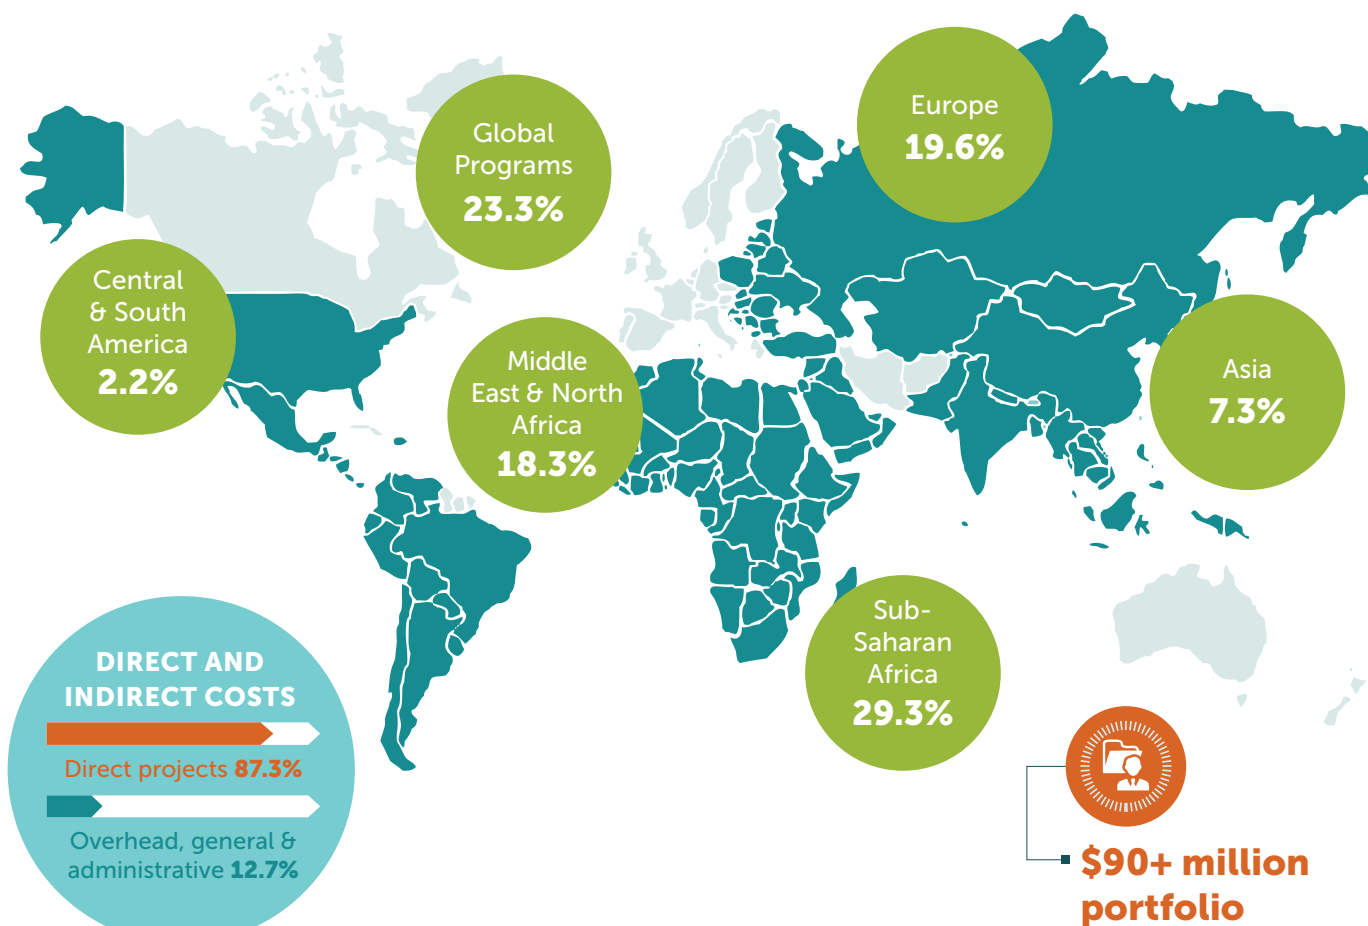 Global
Programs
23.3%
Europe
19.6%
Central
& South
America
2.2%
Middle
East & North
Africa
18.3%
Asia
7.3%
Sub-
Saharan
Africa
29.3%
DIRECT AND
INDIRECT COSTS
Direct projects 87.3%
Overhead, general &
administrative 12.7%
$90+ million
portfolio